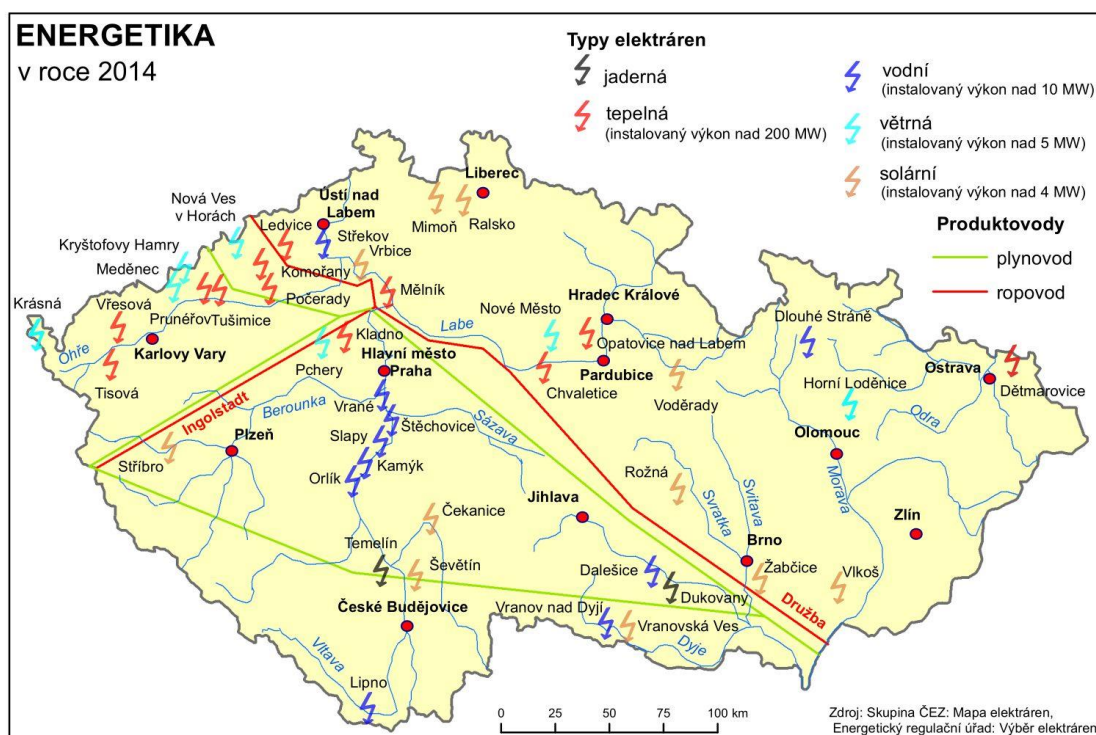 ENERGETIKA
v roce 2014
Typy elektráren
jaderná
tepelná
(instalovaný výkon nad 200 MW)
vodní
(instalovaný výkon nad 10 MW)
větrná
(instalovaný výkon nad 5 MW)
solární
(instalovaný výkon nad 4 MW)
Produktovody
plynovod
ropovod
Liberec
Nová Ves
v Horách
Ústí nad
Labem
Ledvice
Střekov
Mimoň
Ralsko
Kryštofovy Hamry
Vrbice
Meděnec
Komořany
Krásná
Vřesová
Počerady
Mělník
Prunéřov
Tušimice
Nové Město
Hradec Králové
Dlouhé Stráně
Labe
Kladno
Opatovice nad Labem
Ohře
Karlovy Vary
Hlavní město
Praha
Pardubice
Ostrava
Tisová
Pchery
Chvaletice
Voděrady
Horní Loděnice
Dětmarovice
Berounka
Vrané
Ingolstadt
Štěchovice
Sázava
Odra
Plzeň
Slapy
Olomouc
Stříbro
Kamýk
Orlík
Rožná
Morava
Jihlava
Svratka
Svitava
Čekanice
Zlín
Temelín
Brno
Ševětín
Dalešice
Žabčice
Vlkoš
Dukovany
České Budějovice
Vranov nad Dyjí
Vranovská Ves
Družba
Dyje
Vltava
Lipno
0 25 50 100 km
Zdroj: Skupina ČEZ: Mapa elektráren,
Energetický regulační úřad: Výběr elektráren